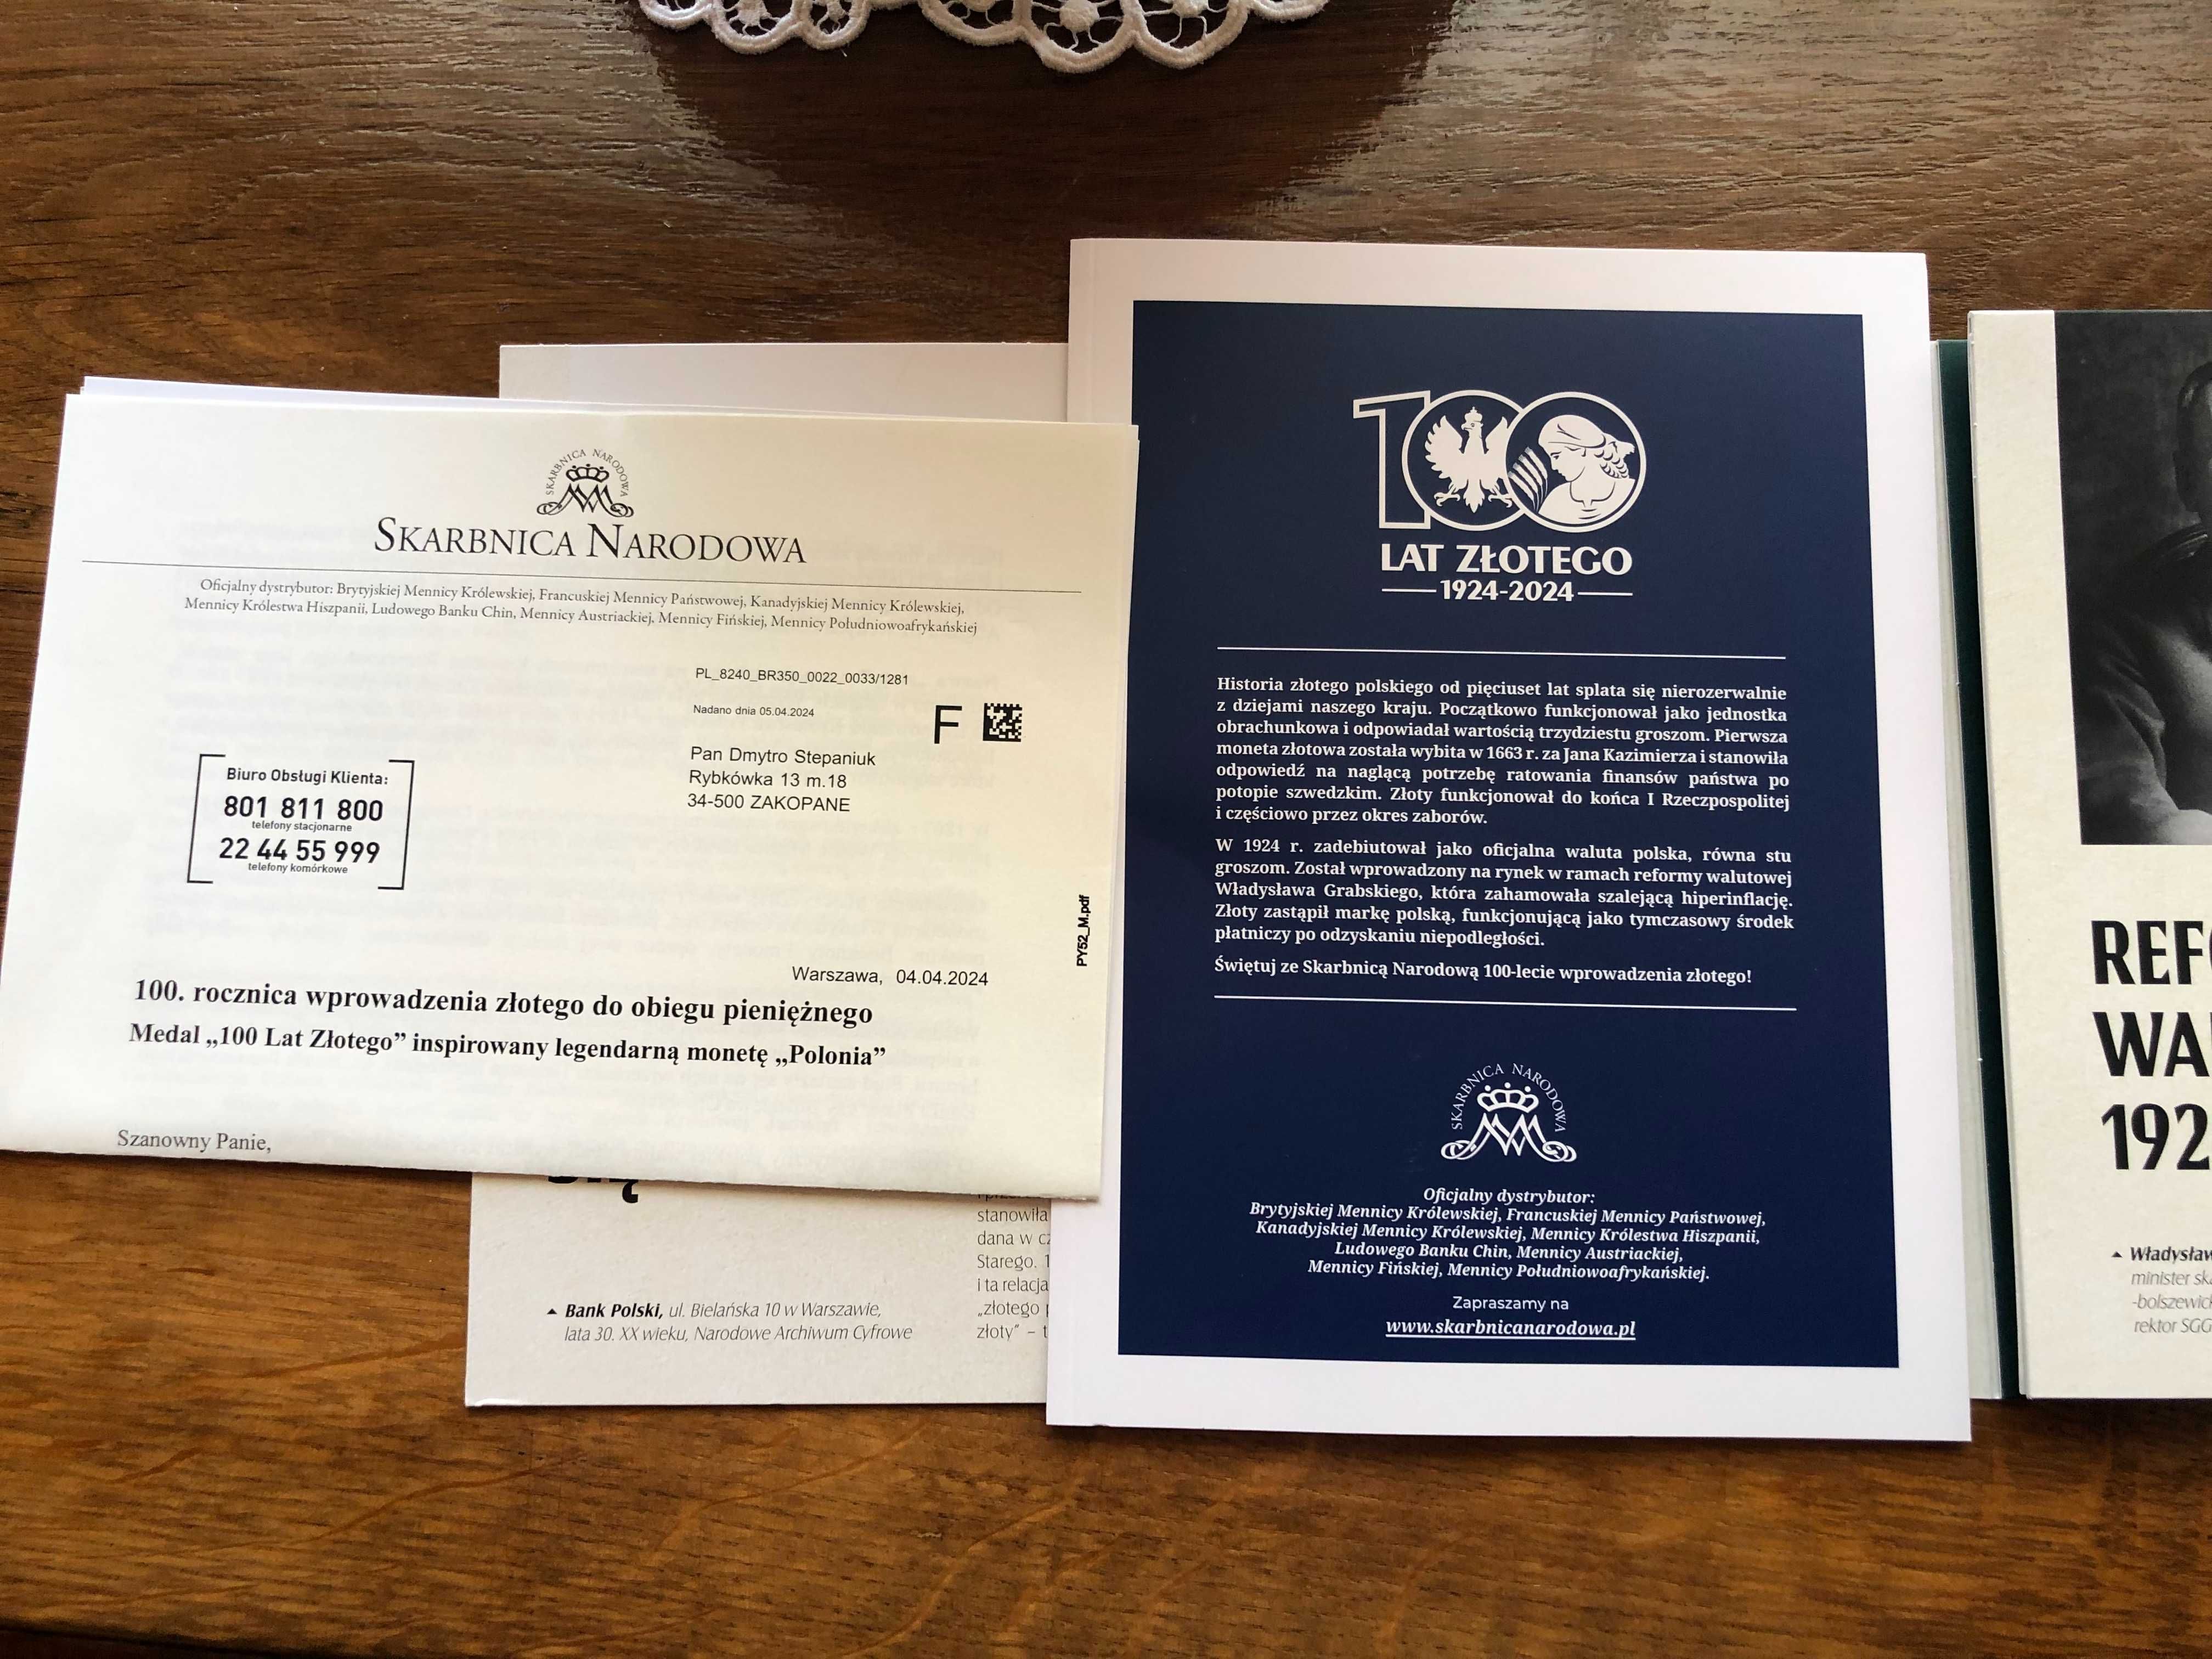 SKARBNICA NARODOWA
SKARBNICA NARODOWA
Oficjalny dystrybutor: Brytyjskiej Mennicy Królewskiej, Francuskiej Mennicy Państwowej, Kanadyjskiej Mennicy Królewskiej,
Mennicy Królestwa Hiszpanii, Ludowego Banku Chin, Mennicy Austriackiej, Mennicy Fińskiej, Mennicy Południowoafrykańskiej
PL_8240_BR350_0022_0033/1281
Nadano dnia 05.04.2024
F
Pan Dmytro Stepaniuk
Rybkówka 13 m.18
34-500 ZAKOPANE
Biuro Obsługi Klienta:
801 811 800
telefony stacjonarne
22 44 55 999
telefony komórkowe
PY52_M.pdf
Warszawa, 04.04.2024
100. rocznica wprowadzenia złotego do obiegu pieniężnego
Medal „100 Lat Złotego” inspirowany legendarną monetę „Polonia”
Szanowny Panie,
stanowiła
dana w
Starego.
i ta relacja
„złotego
złoty” – t
Bank Polski, ul. Bielańska 10 w Warszawie,
lata 30. XX wieku, Narodowe Archiwum Cyfrowe
100
LAT ZŁOTEGO
1924-2024
Historia złotego polskiego od pięciuset lat splata się nierozerwalnie
z dziejami naszego kraju. Początkowo funkcjonował jako jednostka
obrachunkowa i odpowiadał wartością trzydziestu groszom. Pierwsza
moneta złotowa została wybita w 1663 r. za Jana Kazimierza i stanowiła
odpowiedź na naglącą potrzebę ratowania finansów państwa po
potopie szwedzkim. Złoty funkcjonował do końca I Rzeczpospolitej
i częściowo przez okres zaborów.
W 1924 r. zadebiutował jako oficjalna waluta polska, równa stu
groszom. Został wprowadzony na rynek w ramach reformy walutowej
Władysława Grabskiego, która zahamowała szalejącą hiperinflację.
Złoty zastąpił markę polską, funkcjonującą jako tymczasowy środek
płatniczy po odzyskaniu niepodległości.
Świętuj ze Skarbnicą Narodową 100-lecie wprowadzenia złotego!
SKARBNICA NARODOWA
Oficjalny dystrybutor:
Brytyjskiej Mennicy Królewskiej, Francuskiej Mennicy Państwowej,
Kanadyjskiej Mennicy Królewskiej, Mennicy Królestwa Hiszpanii,
Ludowego Banku Chin, Mennicy Austriackiej,
Mennicy Fińskiej, Mennicy Południowoafrykańskiej.
Zapraszamy na
www.skarbnicanarodowa.pl
REF
WA
192
Władysław
minister sk
-bolszewick
rektor SGG